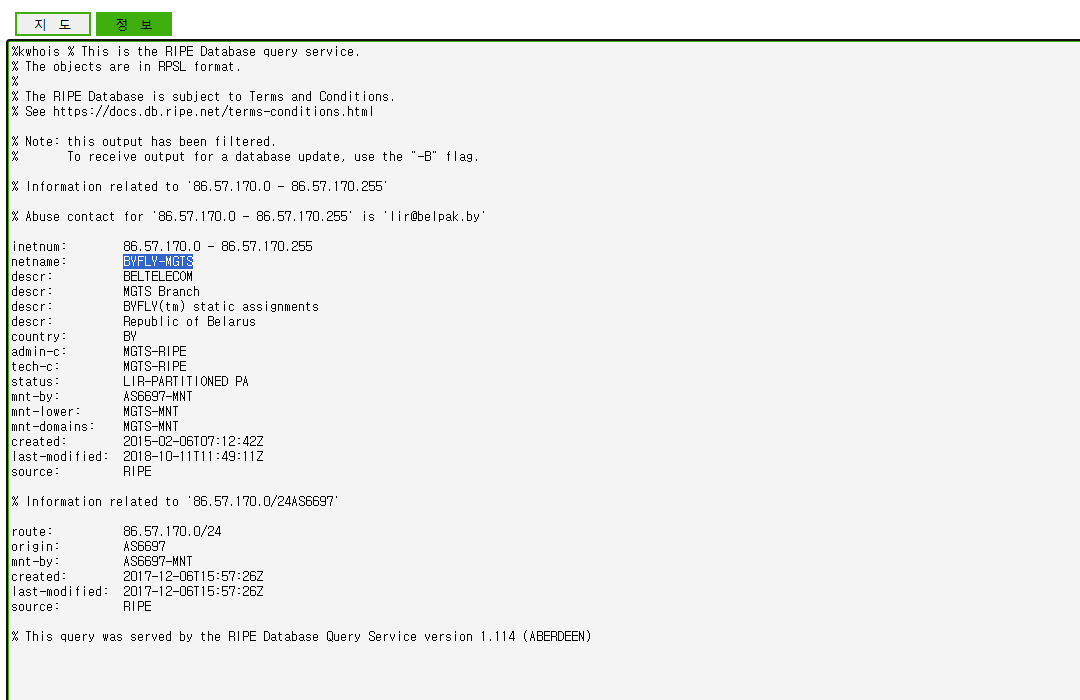 지 도
정 보
%kwhois % This is the RIPE Database query service.
% The objects are in RPSL format.
%
% The RIPE Database is subject to Terms and Conditions.
% See https://docs.db.ripe.net/terms-conditions.html
% Note: this output has been filtered.
%       To receive output for a database update, use the "-B" flag.
% Information related to '86.57.170.0 - 86.57.170.255'
% Abuse contact for '86.57.170.0 - 86.57.170.255' is 'lir@belpak.by'
inetnum:        86.57.170.0 - 86.57.170.255
netname:        BYFLY-MGTS
descr:          BELTELECOM
descr:          MGTS Branch
descr:          BYFLY(tm) static assignments
descr:          Republic of Belarus
country:        BY
admin-c:        MGTS-RIPE
tech-c:         MGTS-RIPE
status:         LIR-PARTITIONED PA
mnt-by:         AS6697-MNT
mnt-lower:      MGTS-MNT
mnt-domains:    MGTS-MNT
created:        2015-02-06T07:12:42Z
last-modified:  2018-10-11T11:49:11Z
source:         RIPE
% Information related to '86.57.170.0/24AS6697'
route:          86.57.170.0/24
origin:         AS6697
mnt-by:         AS6697-MNT
created:        2017-12-06T15:57:26Z
last-modified:  2017-12-06T15:57:26Z
source:         RIPE
% This query was served by the RIPE Database Query Service version 1.114 (ABERDEEN)